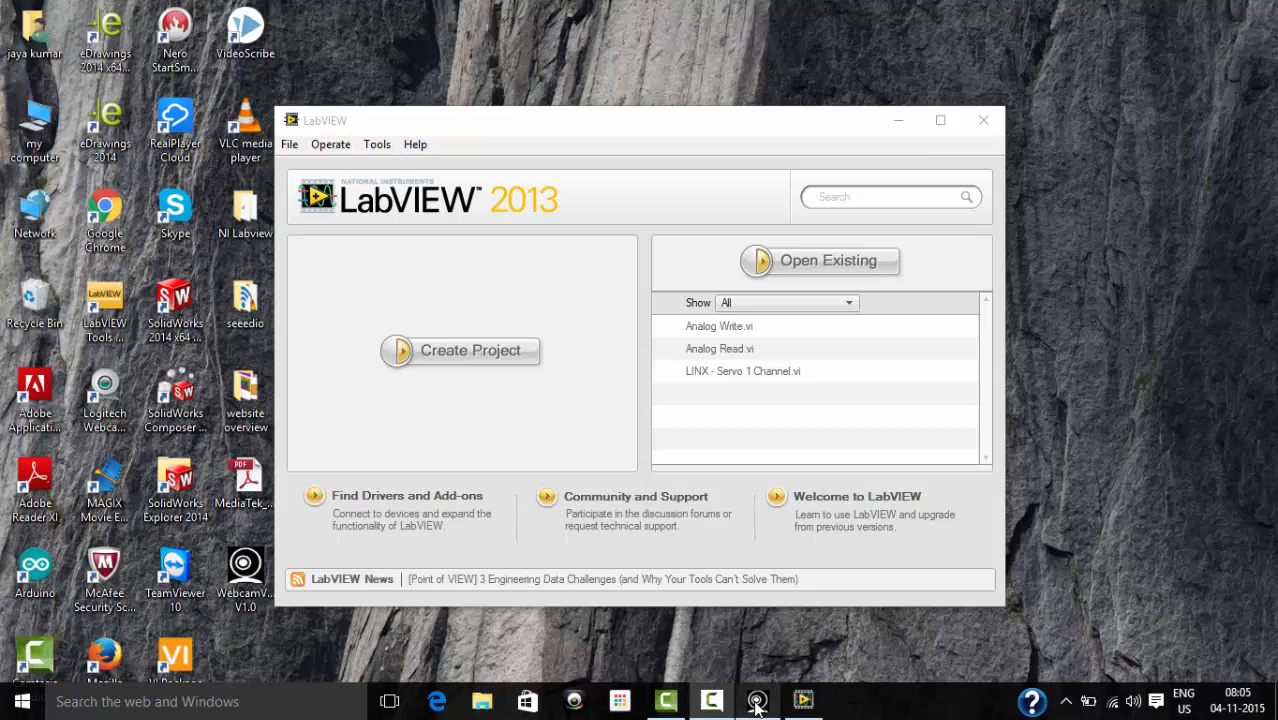 jaya kumar
eDrawings
2014 x64...
Nero
StartSm...
VideoScribe
my
computer
eDrawings
2014
RealPlayer
Cloud
VLC media
player
Network
Google
Chrome
Skype
NI Labview
Recycle Bin
LabVIEW
LabVIEW
Tools ...
SolidWorks
2014 x64 ...
seeedio
Adobe
Applicati...
Logitech
Webca...
SolidWorks
Composer ...
website
overview
Adobe
Reader XI
MAGIX
Movie E...
SolidWorks
Explorer 2014
PDF
MediaTek_...
Arduino
McAfee
Security Sc...
TeamViewer
10
WebcamV...
V1.0
VI
LabVIEW
File Operate Tools Help
NATIONAL INSTRUMENTS
LabVIEW™ 2013
Search
Create Project
Open Existing
Show All
Analog Write.vi
Analog Read.vi
LINX - Servo 1 Channel.vi
Find Drivers and Add-ons
Connect to devices and expand the
functionality of LabVIEW.
Community and Support
Participate in the discussion forums or
request technical support.
Welcome to LabVIEW
Learn to use LabVIEW and upgrade
from previous versions.
LabVIEW News | [Point of VIEW] 3 Engineering Data Challenges (and Why Your Tools Can't Solve Them)
Search the web and Windows
ENG
US
08:05
04-11-2015